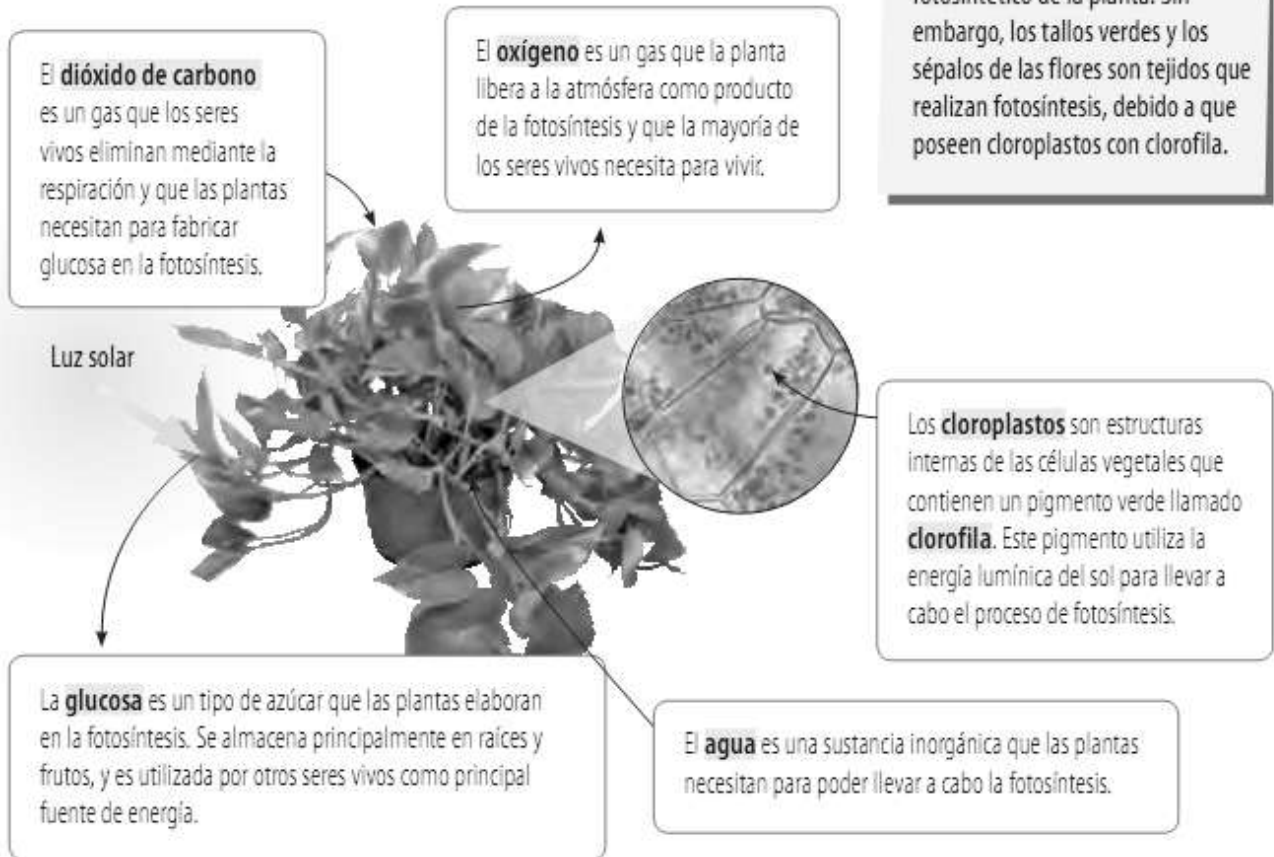 El dióxido de carbono
es un gas que los seres
vivos eliminan mediante la
respiración y que las plantas
necesitan para fabricar
glucosa en la fotosíntesis.
El oxígeno es un gas que la planta
libera a la atmósfera como producto
de la fotosíntesis y que la mayoría de
los seres vivos necesita para vivir.
fotosintético de la planta. Sin
embargo, los tallos verdes y los
sépalos de las flores son tejidos que
realizan fotosíntesis, debido a que
poseen cloroplastos con clorofila.
Luz solar
Los cloroplastos son estructuras
internas de las células vegetales que
contienen un pigmento verde llamado
clorofila. Este pigmento utiliza la
energía lumínica del sol para llevar a
cabo el proceso de fotosíntesis.
La glucosa es un tipo de azúcar que las plantas elaboran
en la fotosíntesis. Se almacena principalmente en raíces y
frutos, y es utilizada por otros seres vivos como principal
fuente de energía.
El agua es una sustancia inorgánica que las plantas
necesitan para poder llevar a cabo la fotosíntesis.